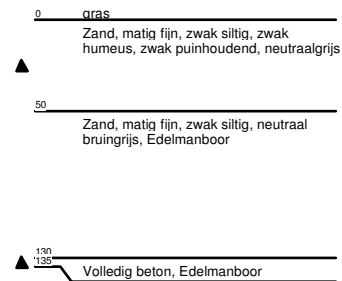 0 gras
Zand, matig fijn, zwak siltig, zwak
humeus, zwak puinhoudend, neutraalgrijs
50
Zand, matig fijn, zwak siltig, neutraal
bruingrijs, Edelmanboor
130
135
Volledig beton, Edelmanboor